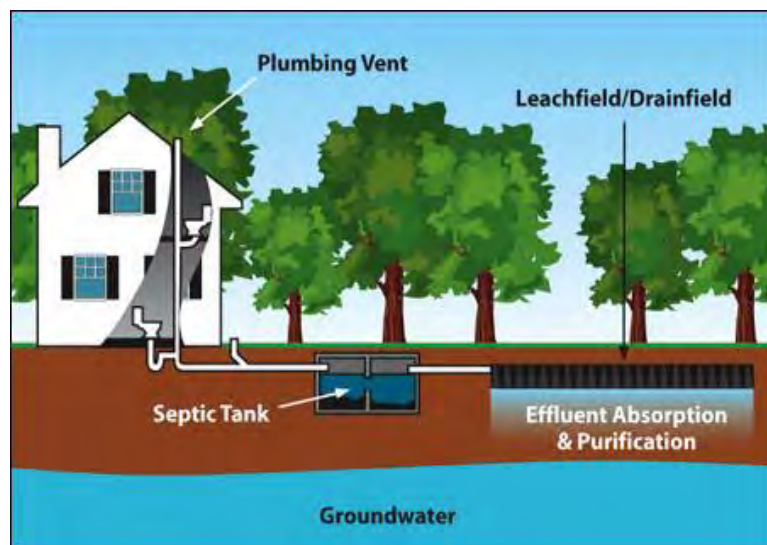 Plumbing Vent
Leachfield/Drainfield
Septic Tank
Effluent Absorption
& Purification
Groundwater